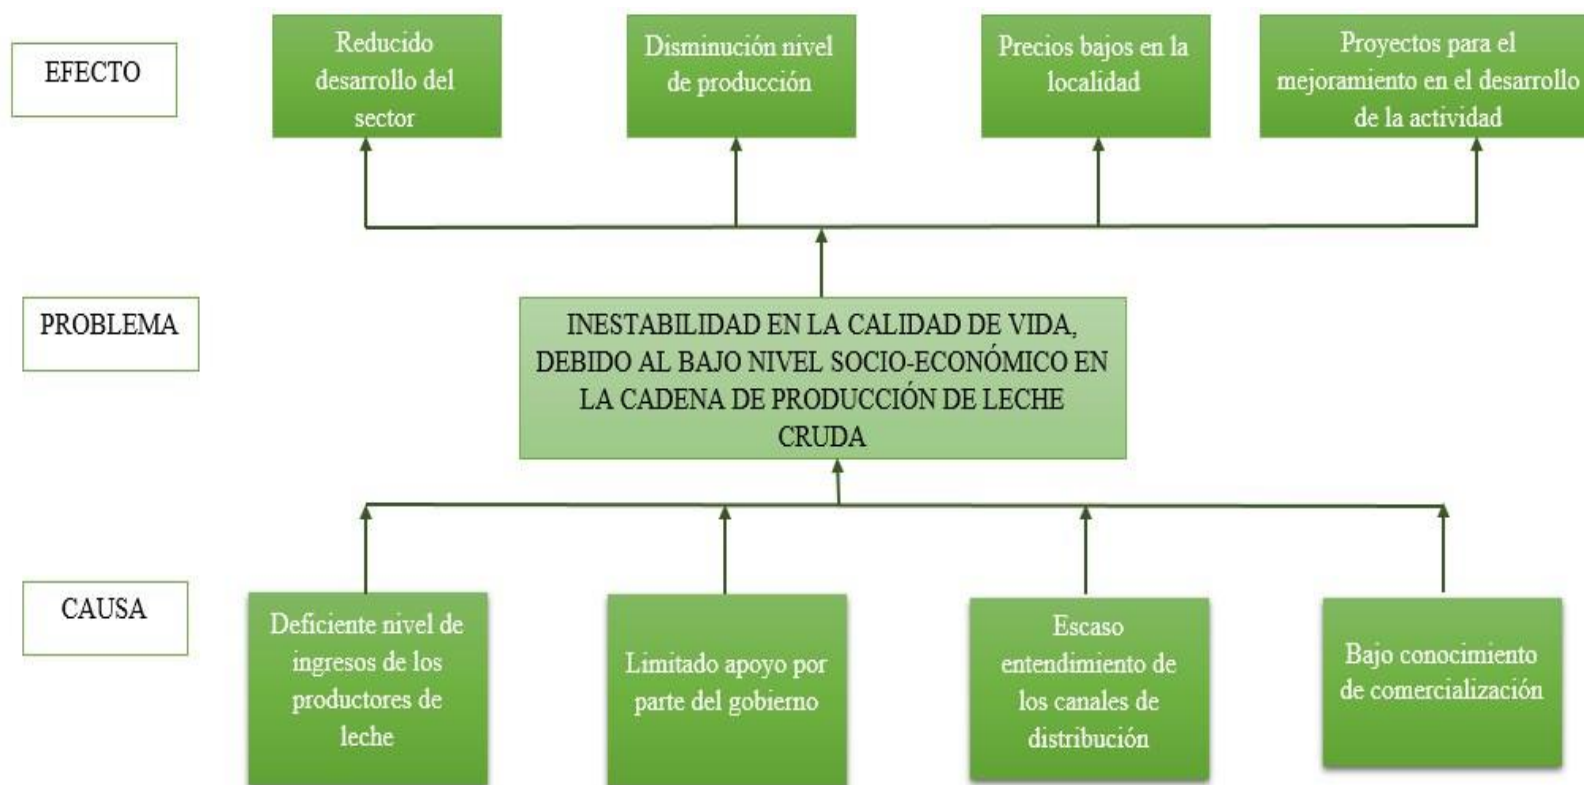 EFECTO
Reducido
desarrollo del
sector
Disminución nivel
de producción
Precios bajos en la
localidad
Proyectos para el
mejoramiento en el desarrollo
de la actividad
PROBLEMA
INESTABILIDAD EN LA CALIDAD DE VIDA,
DEBIDO AL BAJO NIVEL SOCIO-ECONÓMICO EN
LA CADENA DE PRODUCCIÓN DE LECHE
CRUDA
CAUSA
Deficiente nivel de
ingresos de los
productores de
leche
Limitado apoyo por
parte del gobierno
Escaso
entendimiento de
los canales de
distribución
Bajo conocimiento
de comercialización